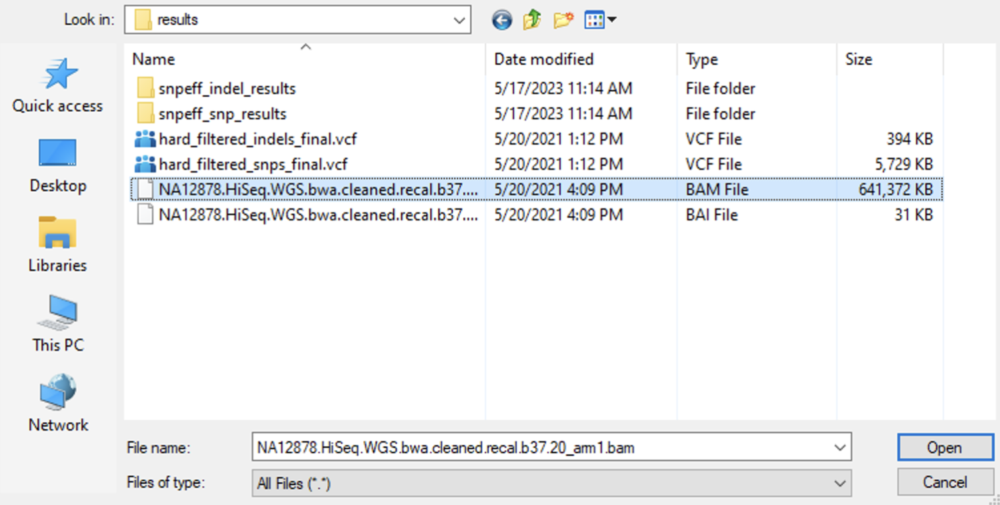 Look in: results
Name Date modified Type Size
snpeff_indel_results 5/17/2023 11:14 AM File folder
snpeff_snp_results 5/17/2023 11:14 AM File folder
hard_filtered_indels_final.vcf 5/20/2021 1:12 PM VCF File 394 KB
hard_filtered_snps_final.vcf 5/20/2021 1:12 PM VCF File 5,729 KB
NA12878.HiSeq.WGS.bwa.cleaned.recal.b37.... 5/20/2021 4:09 PM BAM File 641,372 KB
NA12878.HiSeq.WGS.bwa.cleaned.recal.b37.... 5/20/2021 4:09 PM BAI File 31 KB
Quick access
Desktop
Libraries
This PC
Network
File name: NA12878.HiSeq.WGS.bwa.cleaned.recal.b37.20_arm1.bam Open
Files of type: All Files (*.*) Cancel